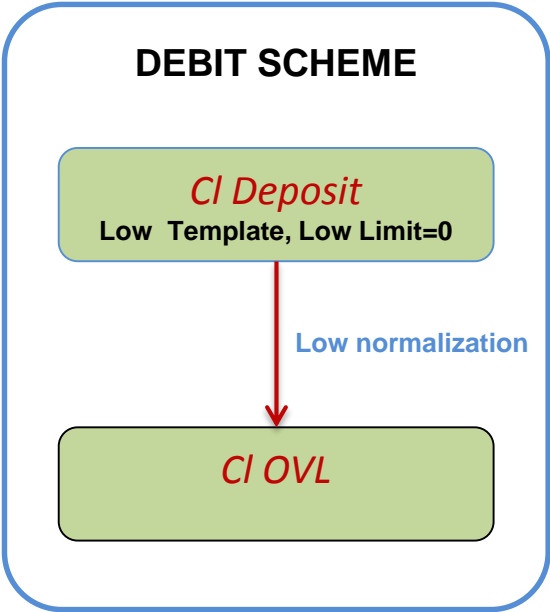 DEBIT SCHEME
Cl Deposit
Low Template, Low Limit=0
Low normalization
Cl OVL